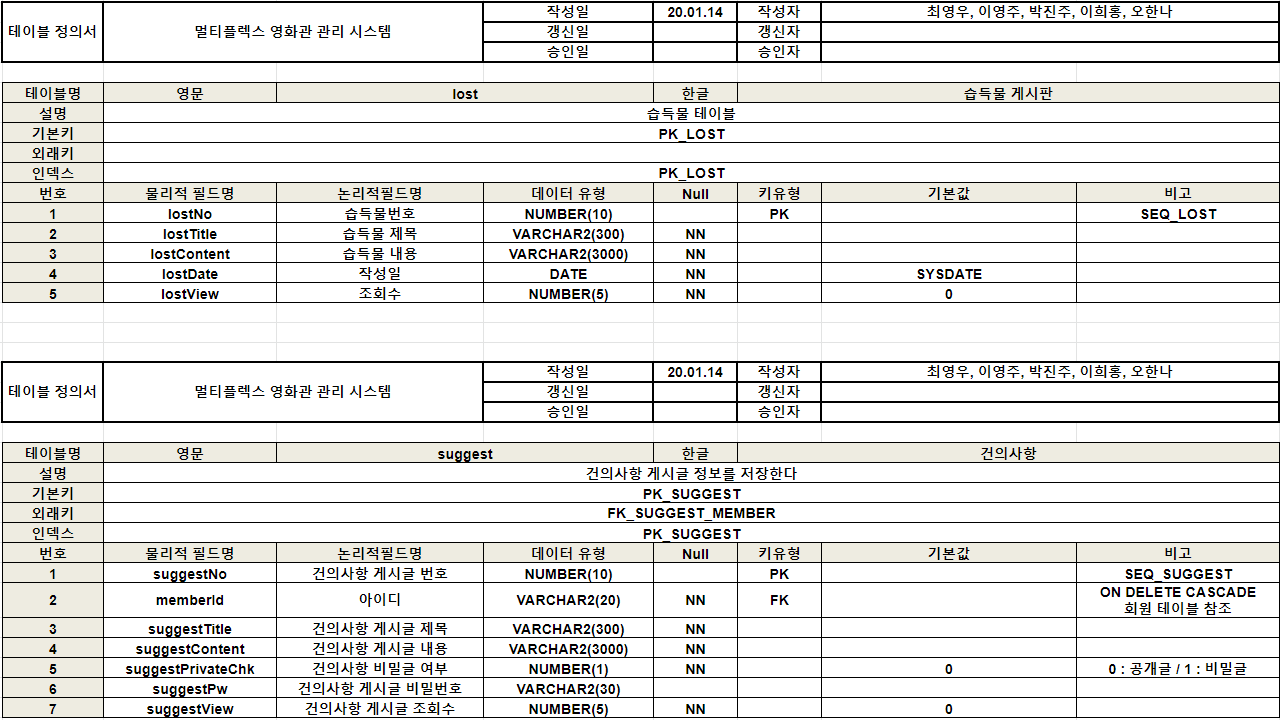 테이블 정의서 멀티플렉스 영화관 관리 시스템 작성일 20.01.14 작성자 최영우, 이영주, 박진주, 이희홍, 오한나
갱신일 갱신자
승인일 승인자
테이블명 영문 lost 한글 습득물 게시판
설명 습득물 테이블
기본키 PK_LOST
외래키
인덱스 PK_LOST
번호 물리적 필드명 논리적필드명 데이터 유형 Null 키유형 기본값 비고
1 lostNo 습득물번호 NUMBER(10) PK SEQ_LOST
2 lostTitle 습득물 제목 VARCHAR2(300) NN
3 lostContent 습득물 내용 VARCHAR2(3000) NN
4 lostDate 작성일 DATE NN SYSDATE
5 lostView 조회수 NUMBER(5) NN 0
테이블 정의서 멀티플렉스 영화관 관리 시스템 작성일 20.01.14 작성자 최영우, 이영주, 박진주, 이희홍, 오한나
갱신일 갱신자
승인일 승인자
테이블명 영문 suggest 한글 건의사항
설명 건의사항 게시글 정보를 저장한다
기본키 PK_SUGGEST
외래키 FK_SUGGEST_MEMBER
인덱스 PK_SUGGEST
번호 물리적 필드명 논리적필드명 데이터 유형 Null 키유형 기본값 비고
1 suggestNo 건의사항 게시글 번호 NUMBER(10) PK SEQ_SUGGEST
2 memberId 아이디 VARCHAR2(20) NN FK ON DELETE CASCADE
회원 테이블 참조
3 suggestTitle 건의사항 게시글 제목 VARCHAR2(300) NN
4 suggestContent 건의사항 게시글 내용 VARCHAR2(3000) NN
5 suggestPrivateChk 건의사항 비밀글 여부 NUMBER(1) NN 0 0 : 공개글 / 1 : 비밀글
6 suggestPw 건의사항 게시글 비밀번호 VARCHAR2(30)
7 suggestView 건의사항 게시글 조회수 NUMBER(5) NN 0